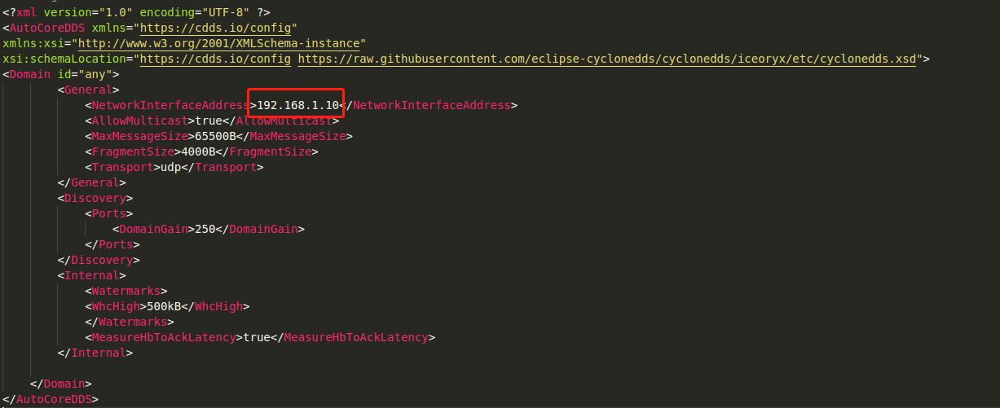 <?xml version="1.0" encoding="UTF-8" ?>
<AutoCoreDDS xmlns="https://cdds.io/config"
xmlns:xsi="http://www.w3.org/2001/XMLSchema-instance"
xsi:schemaLocation="https://cdds.io/config https://raw.githubusercontent.com/eclipse-cyclonedds/cyclonedds/iceoryx/etc/cyclonedds.xsd">
<Domain id="any">
<General>
<NetworkInterfaceAddress>192.168.1.10</NetworkInterfaceAddress>
<AllowMulticast>true</AllowMulticast>
<MaxMessageSize>65500B</MaxMessageSize>
<FragmentSize>4000B</FragmentSize>
<Transport>udp</Transport>
</General>
<Discovery>
<Ports>
<DomainGain>250</DomainGain>
</Ports>
</Discovery>
<Internal>
<Watermarks>
<WhcHigh>500kB</WhcHigh>
</Watermarks>
<MeasureHbToAckLatency>true</MeasureHbToAckLatency>
</Internal>
</Domain>
</AutoCoreDDS>